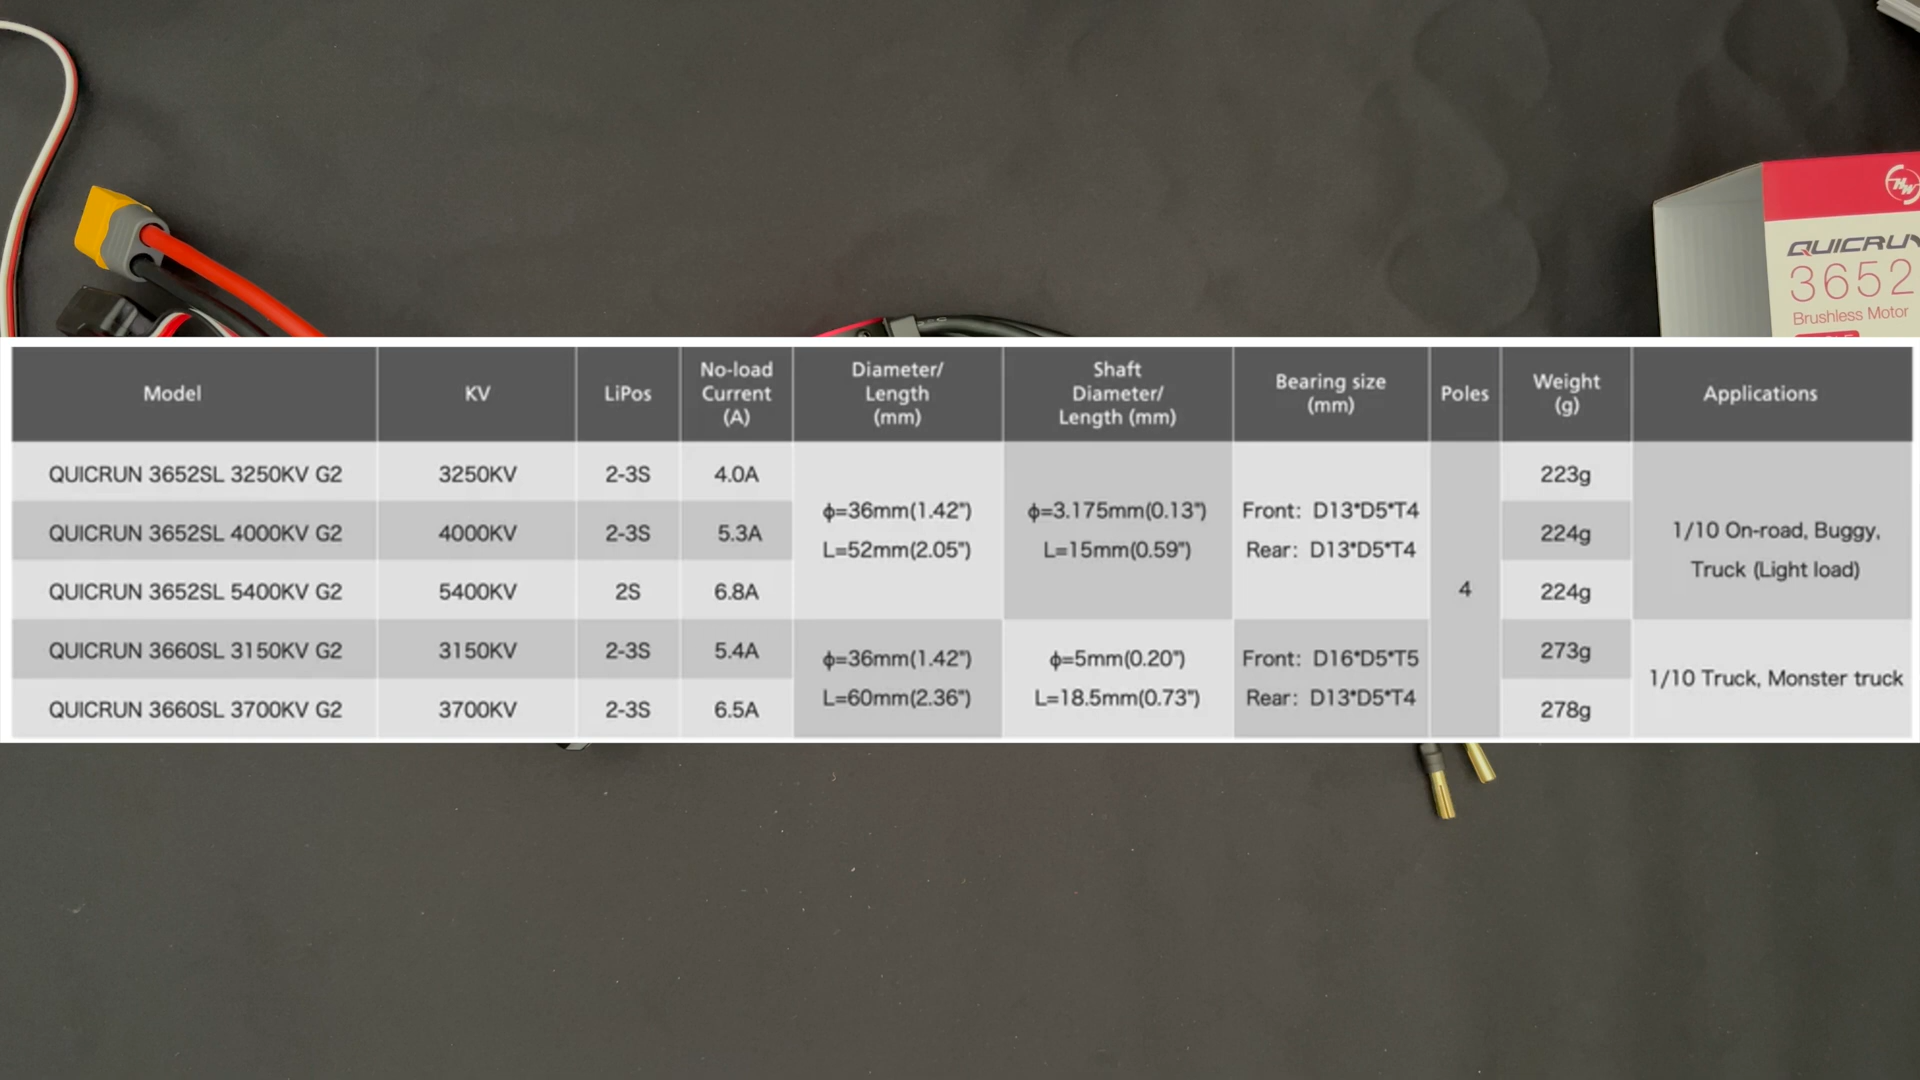 HW
QUICRUN
3652
Brushless Motor
Model KV LiPos No-load Current (A) Diameter/ Length (mm) Shaft Diameter/ Length (mm) Bearing size (mm) Poles Weight (g) Applications
QUICRUN 3652SL 3250KV G2 3250KV 2-3S 4.0A 223g
QUICRUN 3652SL 4000KV G2 4000KV 2-3S 5.3A 224g
QUICRUN 3652SL 5400KV G2 5400KV 2S 6.8A 224g
ϕ=36mm(1.42") ϕ=3.175mm(0.13") Front: D13*D5*T4
L=52mm(2.05") L=15mm(0.59") Rear: D13*D5*T4
1/10 On-road, Buggy,
Truck (Light load)
4
QUICRUN 3660SL 3150KV G2 3150KV 2-3S 5.4A 273g
QUICRUN 3660SL 3700KV G2 3700KV 2-3S 6.5A 278g
ϕ=36mm(1.42") ϕ=5mm(0.20") Front: D16*D5*T5
L=60mm(2.36") L=18.5mm(0.73") Rear: D13*D5*T4
1/10 Truck, Monster truck